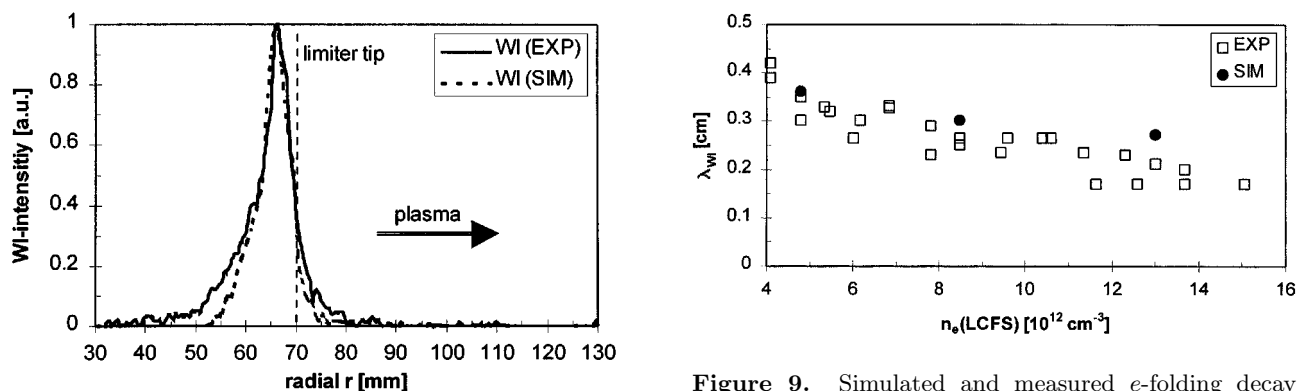 WI-intensitiy [a.u.]
1
0.8
0.6
0.4
0.2
0
WI (EXP)
WI (SIM)
limiter tip
plasma
30 40 50 60 70 80 90 100 110 120 130
radial r [mm]
λWI [cm]
0.5
0.4
0.3
0.2
0.1
0
EXP
SIM
4 6 8 10 12 14 16
ne(LCFS) [10^12 cm^-3]
Figure 9. Simulated and measured e-folding decay